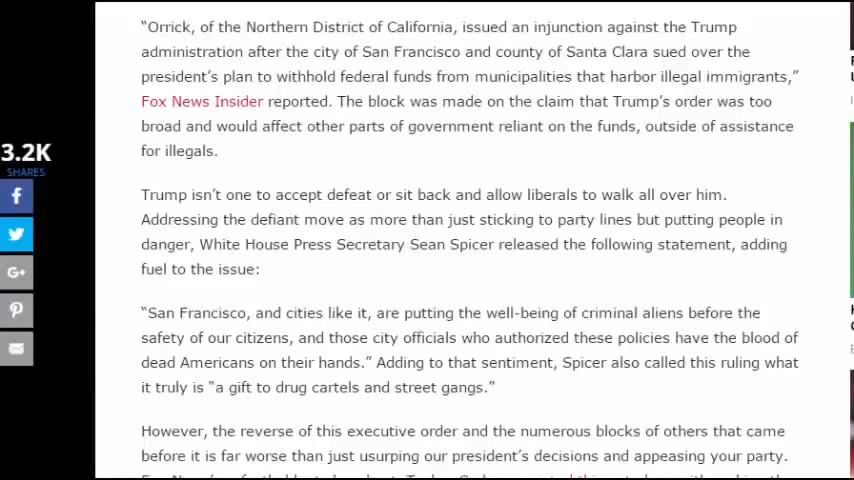 “Orrick, of the Northern District of California, issued an injunction against the Trump
administration after the city of San Francisco and county of Santa Clara sued over the
president’s plan to withhold federal funds from municipalities that harbor illegal immigrants,”
Fox News Insider reported. The block was made on the claim that Trump’s order was too
broad and would affect other parts of government reliant on the funds, outside of assistance
for illegals.
3.2K
SHARES
Trump isn’t one to accept defeat or sit back and allow liberals to walk all over him.
Addressing the defiant move as more than just sticking to party lines but putting people in
danger, White House Press Secretary Sean Spicer released the following statement, adding
fuel to the issue:
“San Francisco, and cities like it, are putting the well-being of criminal aliens before the
safety of our citizens, and those city officials who authorized these policies have the blood of
dead Americans on their hands.” Adding to that sentiment, Spicer also called this ruling what
it truly is “a gift to drug cartels and street gangs.”
However, the reverse of this executive order and the numerous blocks of others that came
before it is far worse than just usurping our president’s decisions and appeasing your party.